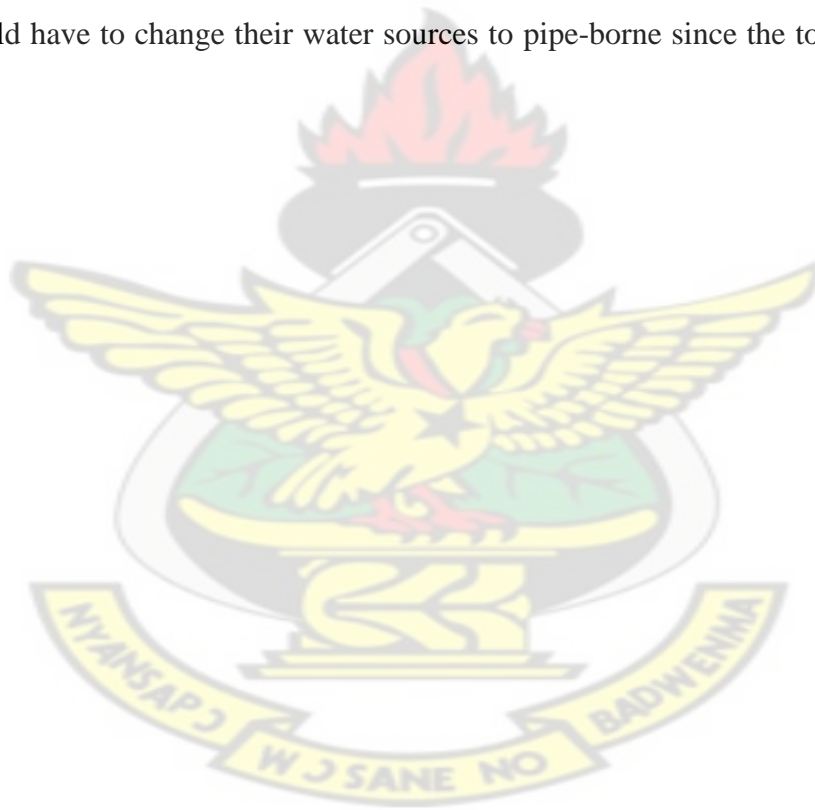 ld have to change their water sources to pipe-borne since the to
NYANSAPƆ
WƆSANE NO
BADWENMA